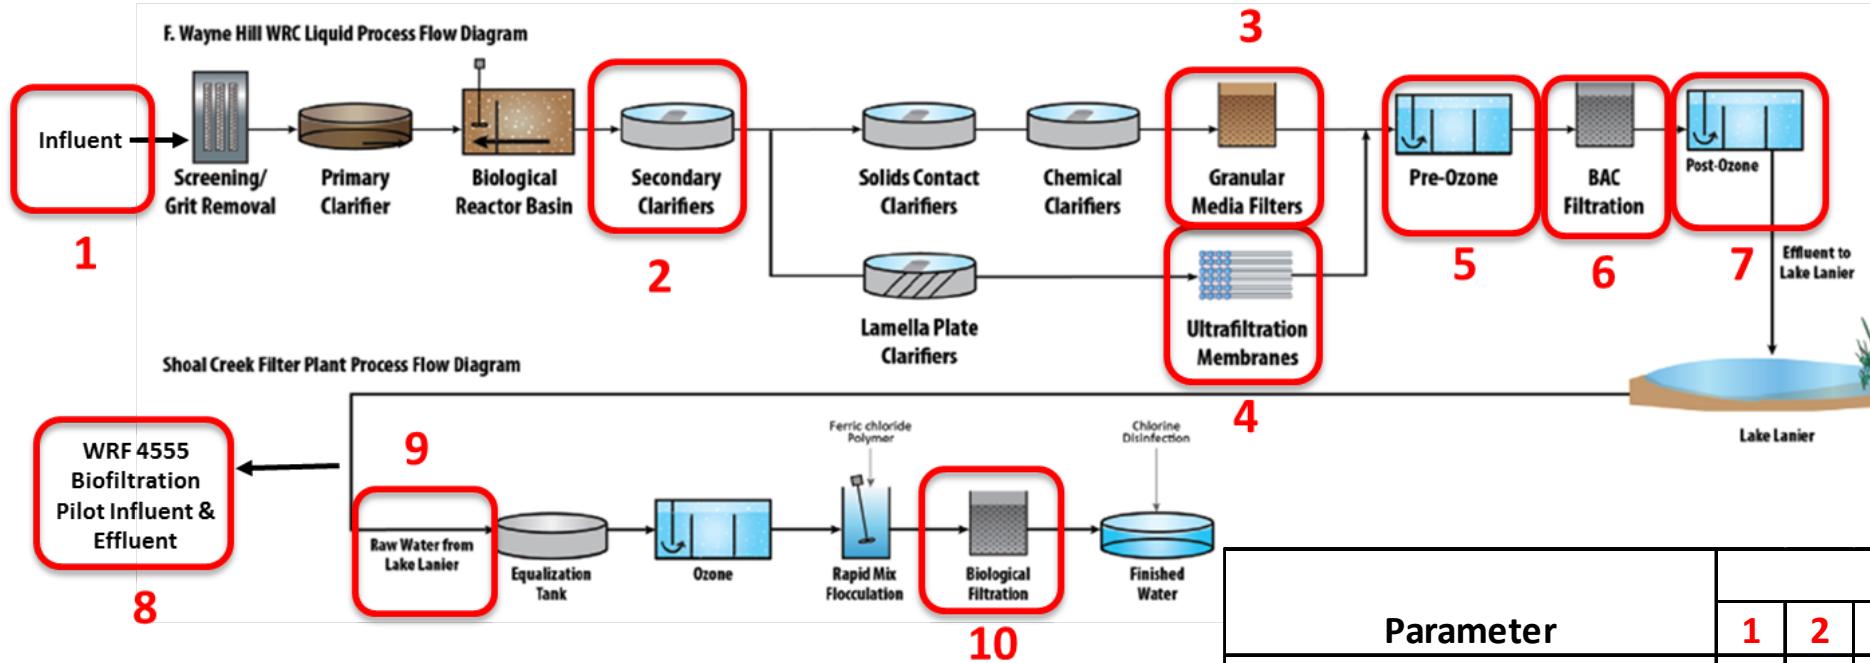 F. Wayne Hill WRC Liquid Process Flow Diagram
3
Influent
Screening/
Grit Removal
Primary
Clarifier
Biological
Reactor Basin
Secondary
Clarifiers
Solids Contact
Clarifiers
Chemical
Clarifiers
Granular
Media Filters
Pre-Ozone
BAC
Filtration
Post-Ozone
1
2
5
6
7
Effluent to
Lake Lanier
Lamella Plate
Clarifiers
Ultrafiltration
Membranes
4
Lake Lanier
Shoal Creek Filter Plant Process Flow Diagram
WRF 4555
Biofiltration
Pilot Influent &
Effluent
8
9
Raw Water from
Lake Lanier
Equalization
Tank
Ozone
Ferric chloride
Polymer
Rapid Mix
Flocculation
Biological
Filtration
10
Chlorine
Disinfection
Finished
Water
Parameter
1
2